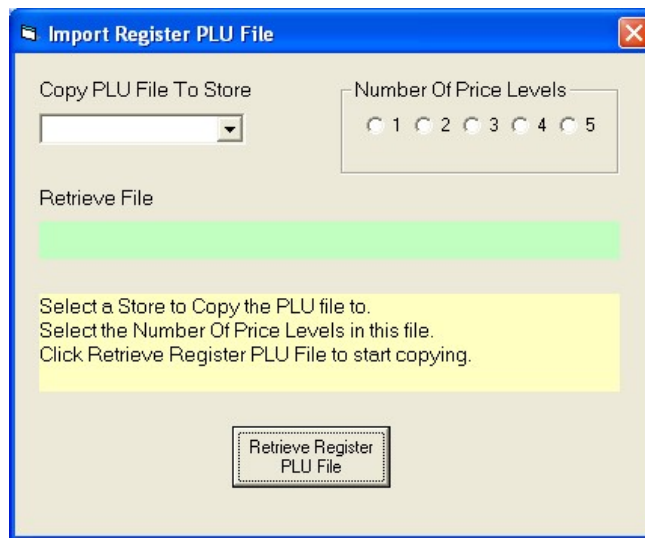 Import Register PLU File
Copy PLU File To Store
Number Of Price Levels
1 2 3 4 5
Retrieve File
Select a Store to Copy the PLU file to.
Select the Number Of Price Levels in this file.
Click Retrieve Register PLU File to start copying.
Retrieve Register
PLU File